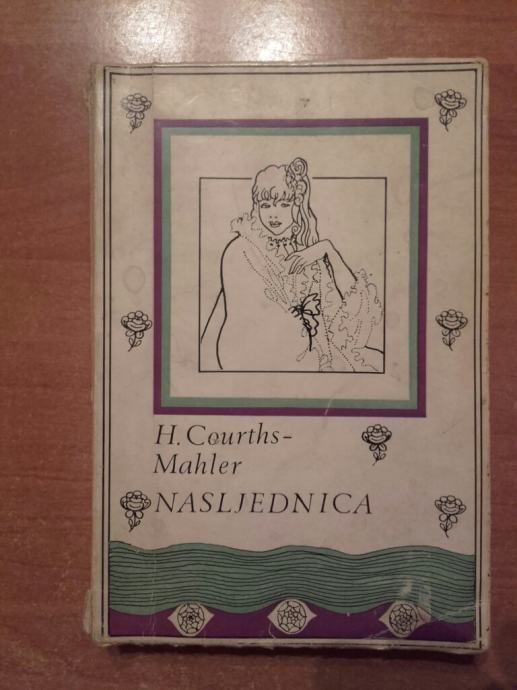 H. Courths-
Mahler
NASLJEDNICA